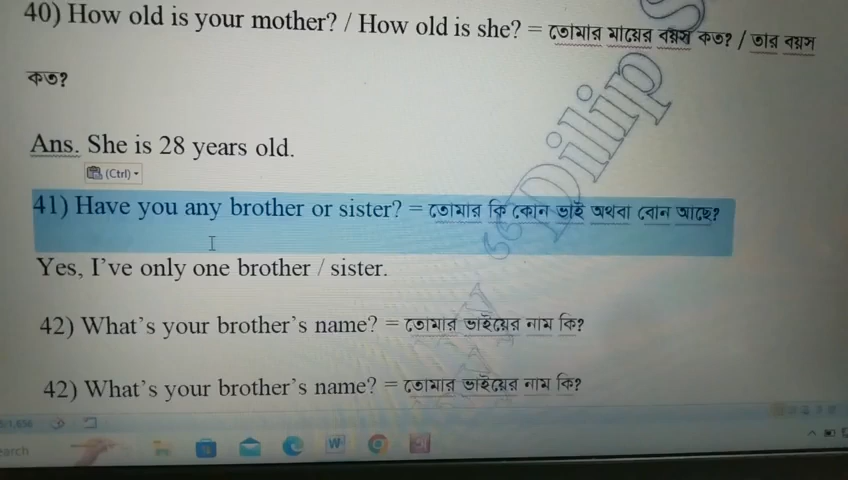 40) How old is your mother? / How old is she? = তোমার মায়ের বয়স কত? / তার বয়স
কত?
Ans. She is 28 years old.
(Ctrl)
41) Have you any brother or sister? = তোমার কি কোন ভাই অথবা বোন আছে?
Yes, I've only one brother / sister.
42) What's your brother's name? = তোমার ভাইয়ের নাম কি?
42) What's your brother's name? = তোমার ভাইয়ের নাম কি?
Dilip
earch